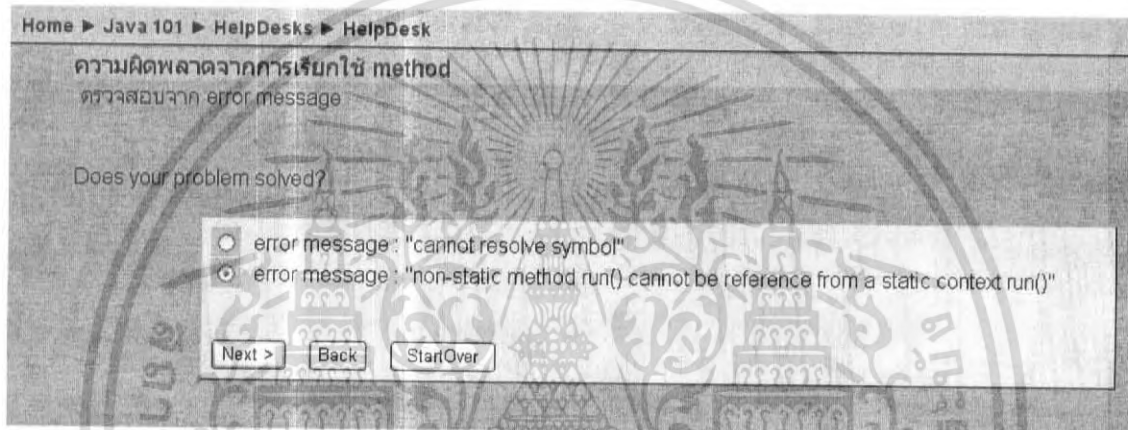 Home ► Java 101 ► HelpDesks ► HelpDesk
ความผิดพลาดจากการเรียกใช้ method
ตรวจสอบจาก error message
Does your problem solved?
error message : "cannot resolve symbol"
error message : "non-static method run() cannot be reference from a static context run()"
Next >
Back
StartOver